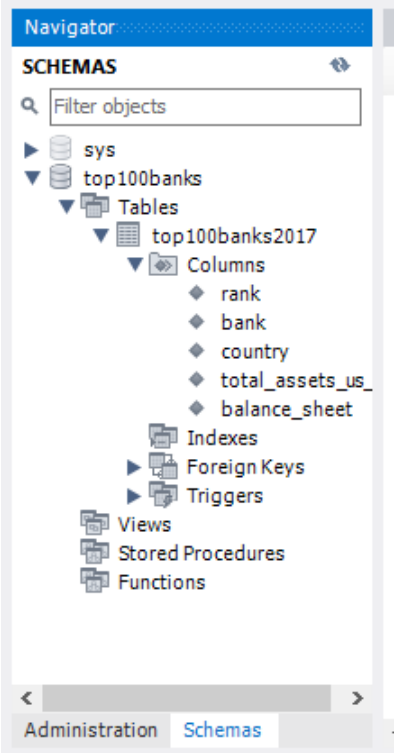 Navigator
SCHEMAS
Filter objects
sys
top100banks
Tables
top100banks2017
Columns
rank
bank
country
total_assets_us_
balance_sheet
Indexes
Foreign Keys
Triggers
Views
Stored Procedures
Functions
Administration Schemas